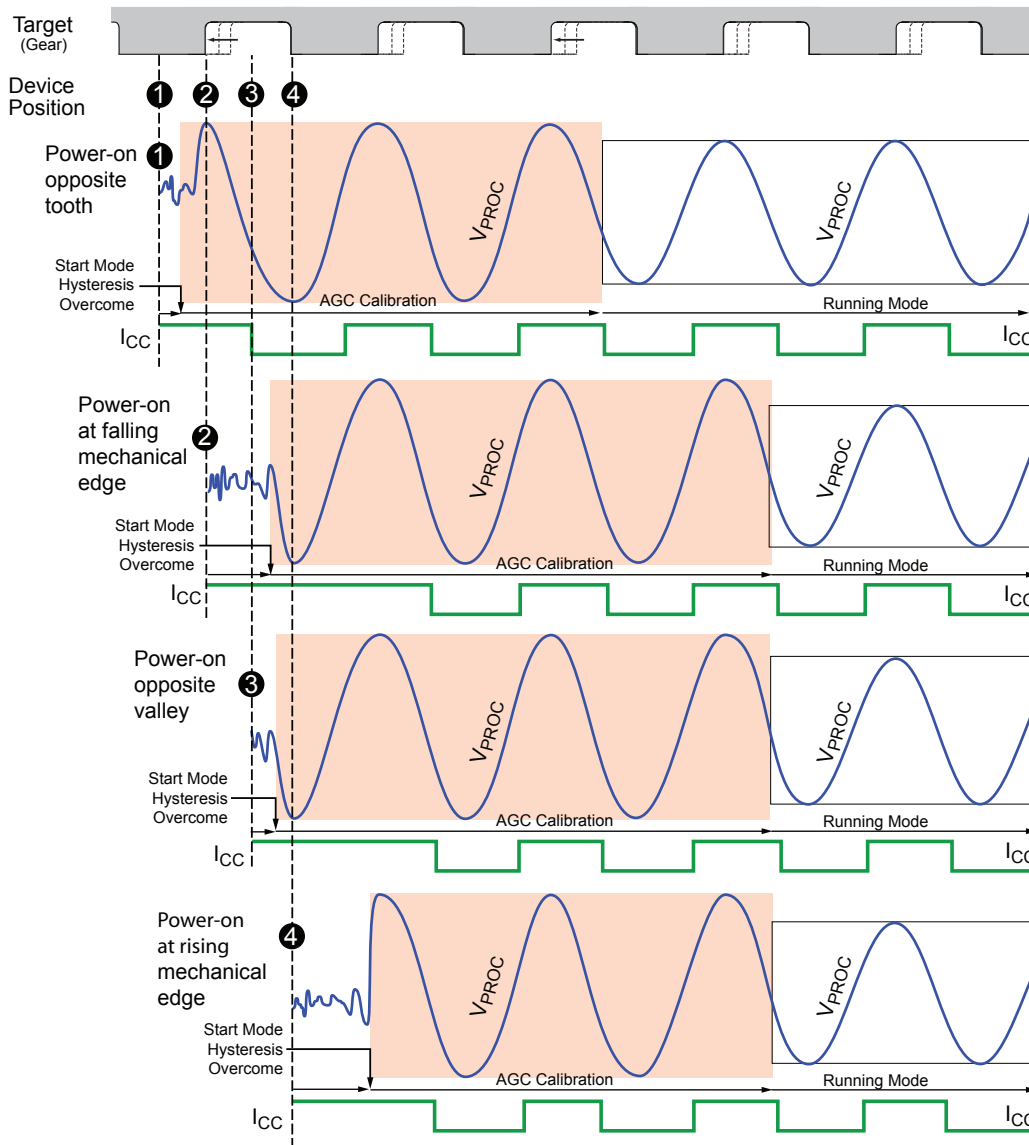 Target
(Gear)
Device
Position
1 2 3 4
Power-on
opposite
tooth
1
VPROC
VPROC
Start Mode
Hysteresis
Overcome
AGC Calibration
Running Mode
ICC
ICC
Power-on
at falling
mechanical
edge
2
VPROC
VPROC
Start Mode
Hysteresis
Overcome
AGC Calibration
Running Mode
ICC
ICC
Power-on
opposite
valley
3
VPROC
VPROC
Start Mode
Hysteresis
Overcome
AGC Calibration
Running Mode
ICC
ICC
Power-on
at rising
mechanical
edge
4
VPROC
VPROC
Start Mode
Hysteresis
Overcome
AGC Calibration
Running Mode
ICC
ICC